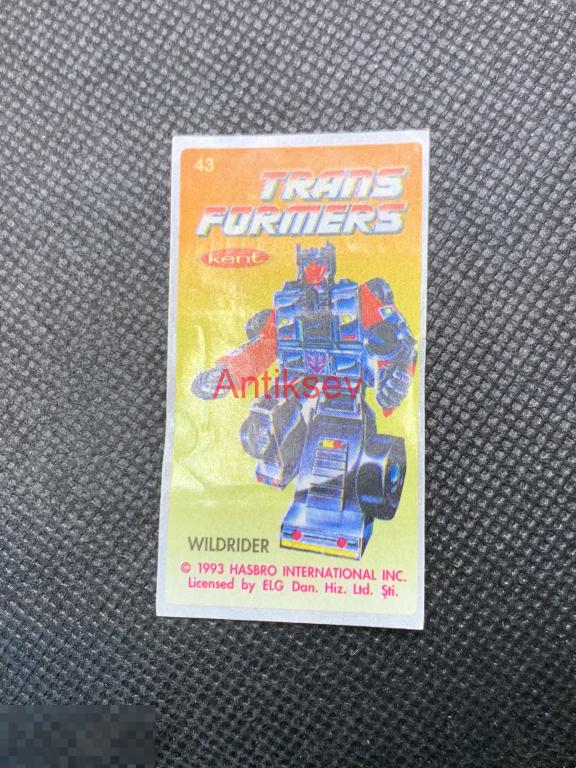 43
TRANS
FORMERS
kent
Antiksev
WILDRIDER
© 1993 HASBRO INTERNATIONAL INC.
Licensed by ELG Dan. Hiz. Ltd. Şti.